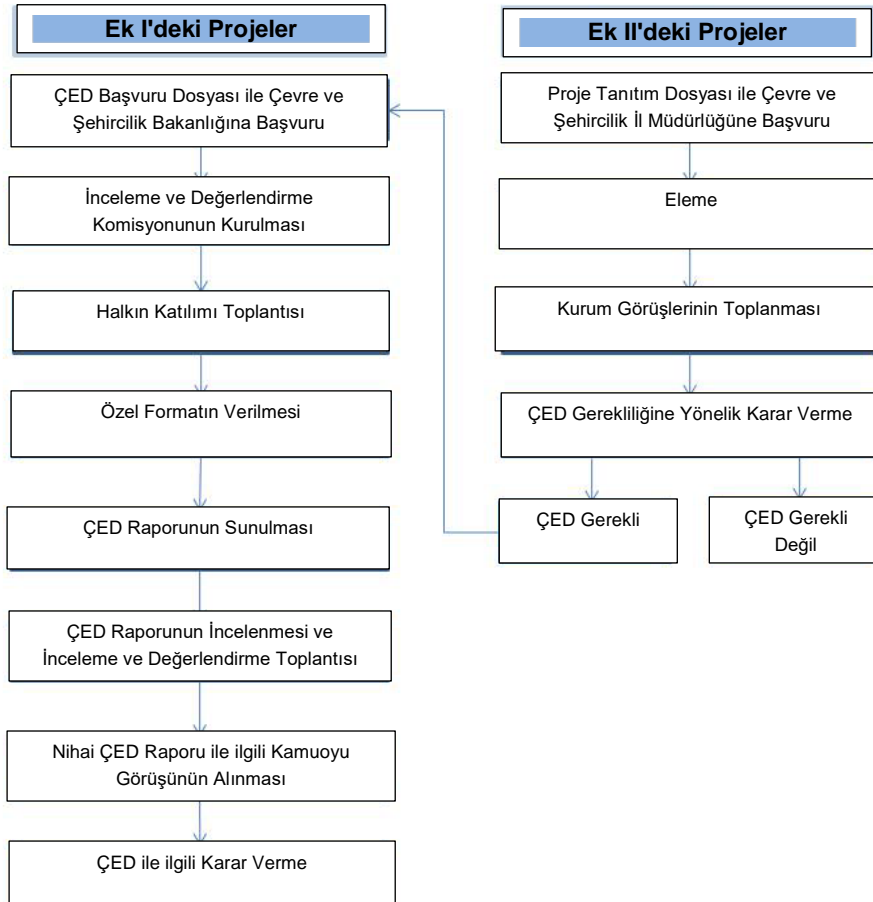 Ek I'deki Projeler
ÇED Başvuru Dosyası ile Çevre ve
Şehircilik Bakanlığına Başvuru
İnceleme ve Değerlendirme
Komisyonunun Kurulması
Halkın Katılımı Toplantısı
Özel Formatın Verilmesi
ÇED Raporunun Sunulması
ÇED Raporunun İncelenmesi ve
İnceleme ve Değerlendirme Toplantısı
Nihai ÇED Raporu ile ilgili Kamuoyu
Görüşünün Alınması
ÇED ile ilgili Karar Verme
Ek II'deki Projeler
Proje Tanıtım Dosyası ile Çevre ve
Şehircilik İl Müdürlüğüne Başvuru
Eleme
Kurum Görüşlerinin Toplanması
ÇED Gerekliliğine Yönelik Karar Verme
ÇED Gerekli
ÇED Gerekli
Değil